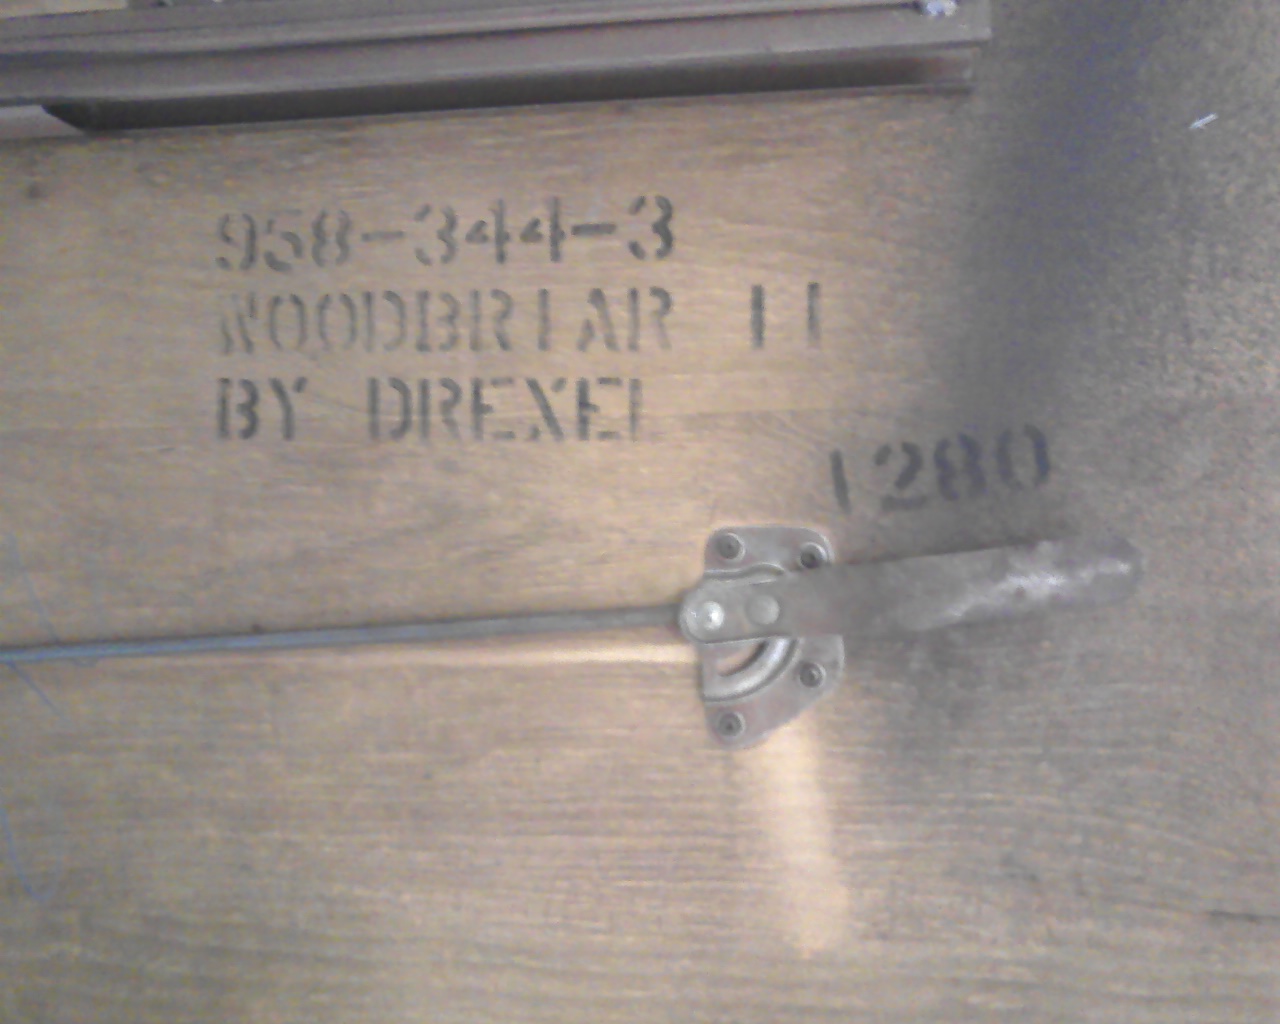 958-344-3
WOODBRIAR II
BY DREXEL
1280